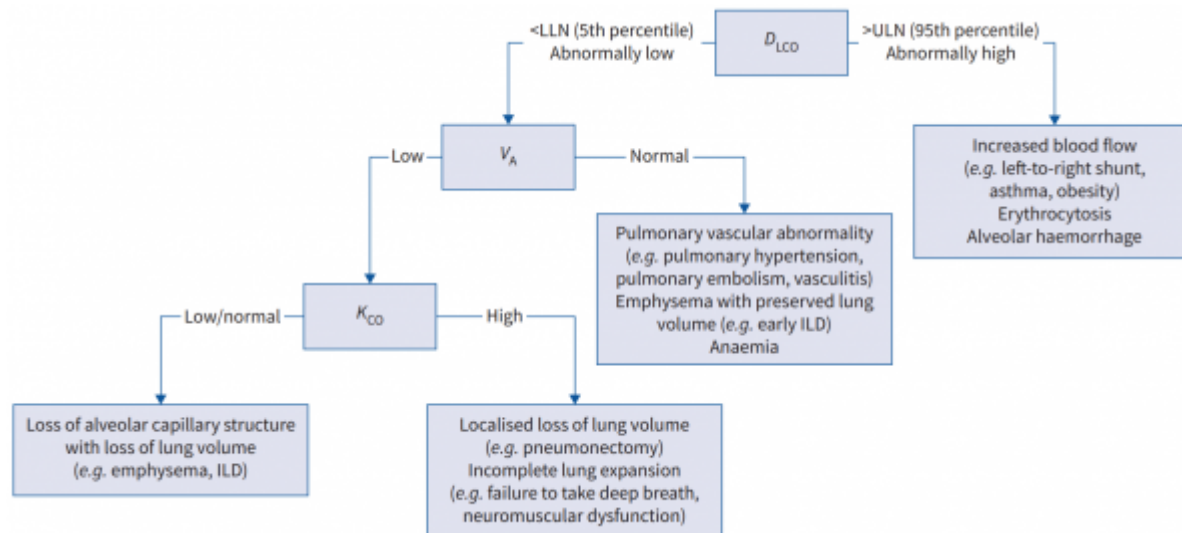 <LLN (5th percentile)
Abnormally low
DLCO
>ULN (95th percentile)
Abnormally high
Low
VA
Normal
Increased blood flow
(e.g. left-to-right shunt,
asthma, obesity)
Erythrocytosis
Alveolar haemorrhage
Pulmonary vascular abnormality
(e.g. pulmonary hypertension,
pulmonary embolism, vasculitis)
Emphysema with preserved lung
volume (e.g. early ILD)
Anaemia
Low/normal
KCO
High
Loss of alveolar capillary structure
with loss of lung volume
(e.g. emphysema, ILD)
Localised loss of lung volume
(e.g. pneumonectomy)
Incomplete lung expansion
(e.g. failure to take deep breath,
neuromuscular dysfunction)